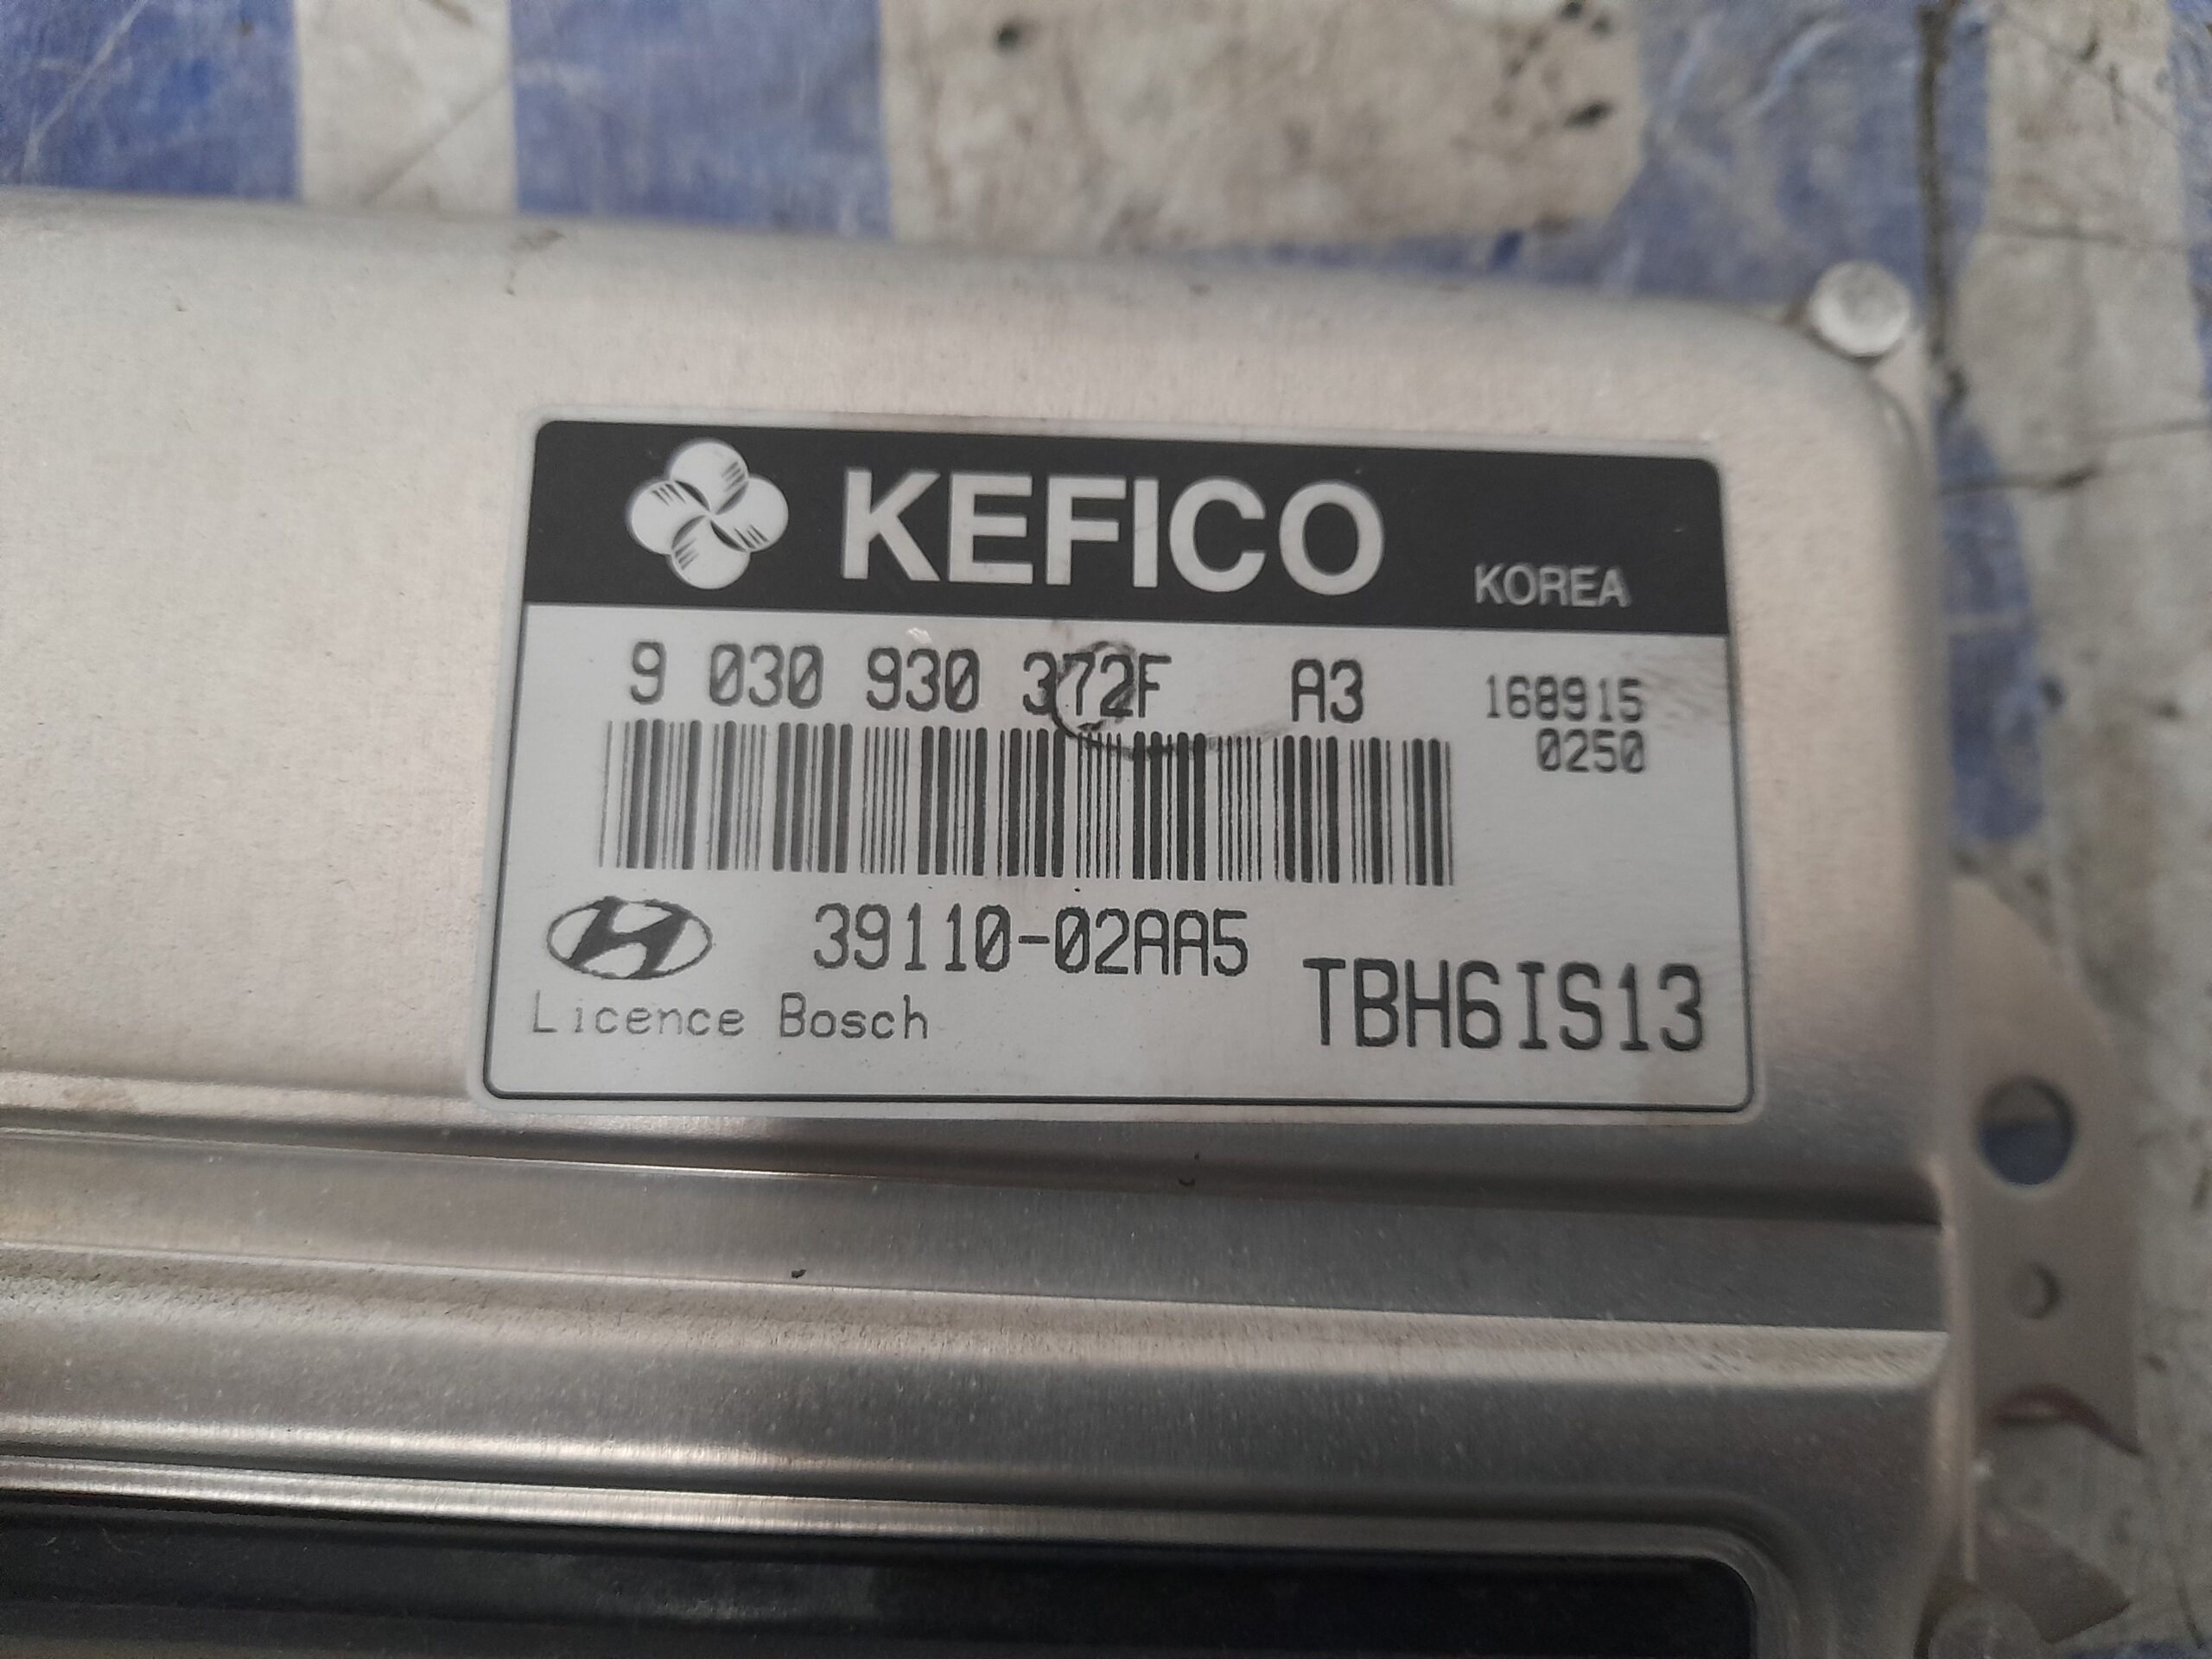 KEFICO KOREA
9 030 930 372F A3 168915
0250
39110-02AA5
Licence Bosch TBH6IS13